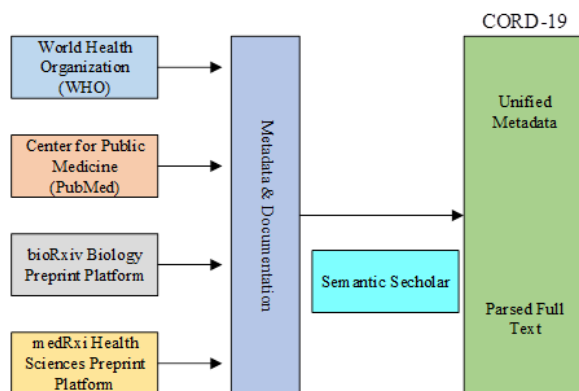 CORD-19
World Health
Organization
(WHO)
Center for Public
Medicine
(PubMed)
bioRxiv Biology
Preprint Platform
medRxi Health
Sciences Preprint
Platform
Metadata & Documentation
Semantic Secholar
Unified
Metadata
Parsed Full
Text